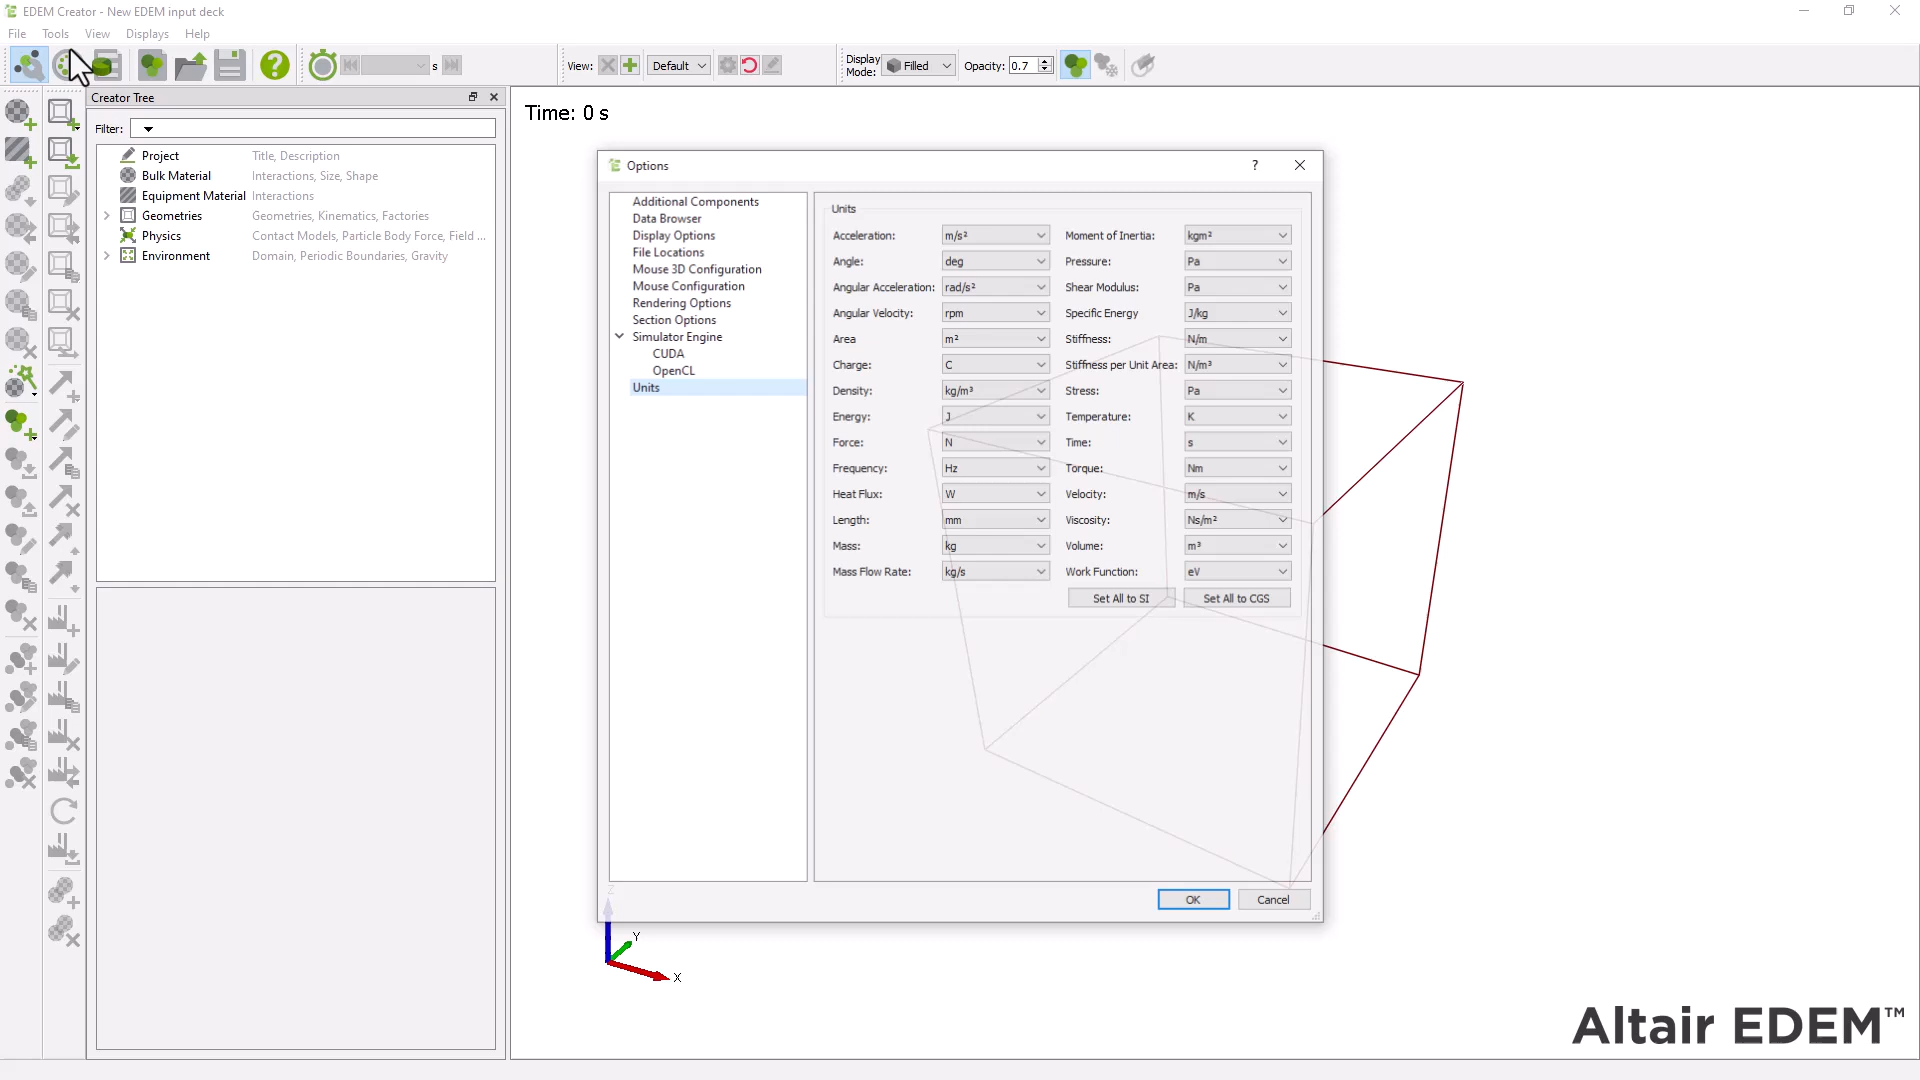 EDEM Creator - New EDEM input deck
File Tools View Displays Help
s View: Default Display Mode: Filled Opacity: 0.7
Creator Tree
Filter:
Project Title, Description
Bulk Material Interactions, Size, Shape
Equipment Material Interactions
Geometries Geometries, Kinematics, Factories
Physics Contact Models, Particle Body Force, Field ...
Environment Domain, Periodic Boundaries, Gravity
Time: 0 s
Options
Additional Components
Data Browser
Display Options
File Locations
Mouse 3D Configuration
Mouse Configuration
Rendering Options
Section Options
Simulator Engine
CUDA
OpenCL
Units
Units
Acceleration: m/s² Moment of Inertia: kgm²
Angle: deg Pressure: Pa
Angular Acceleration: rad/s² Shear Modulus: Pa
Angular Velocity: rpm Specific Energy J/kg
Area m² Stiffness: N/m
Charge: C Stiffness per Unit Area: N/m³
Density: kg/m³ Stress: Pa
Energy: J Temperature: K
Force: N Time: s
Frequency: Hz Torque: Nm
Heat Flux: W Velocity: m/s
Length: mm Viscosity: Ns/m²
Mass: kg Volume: m³
Mass Flow Rate: kg/s Work Function: eV
Set All to SI Set All to CGS
OK Cancel
Z
Y
X
Altair EDEM™